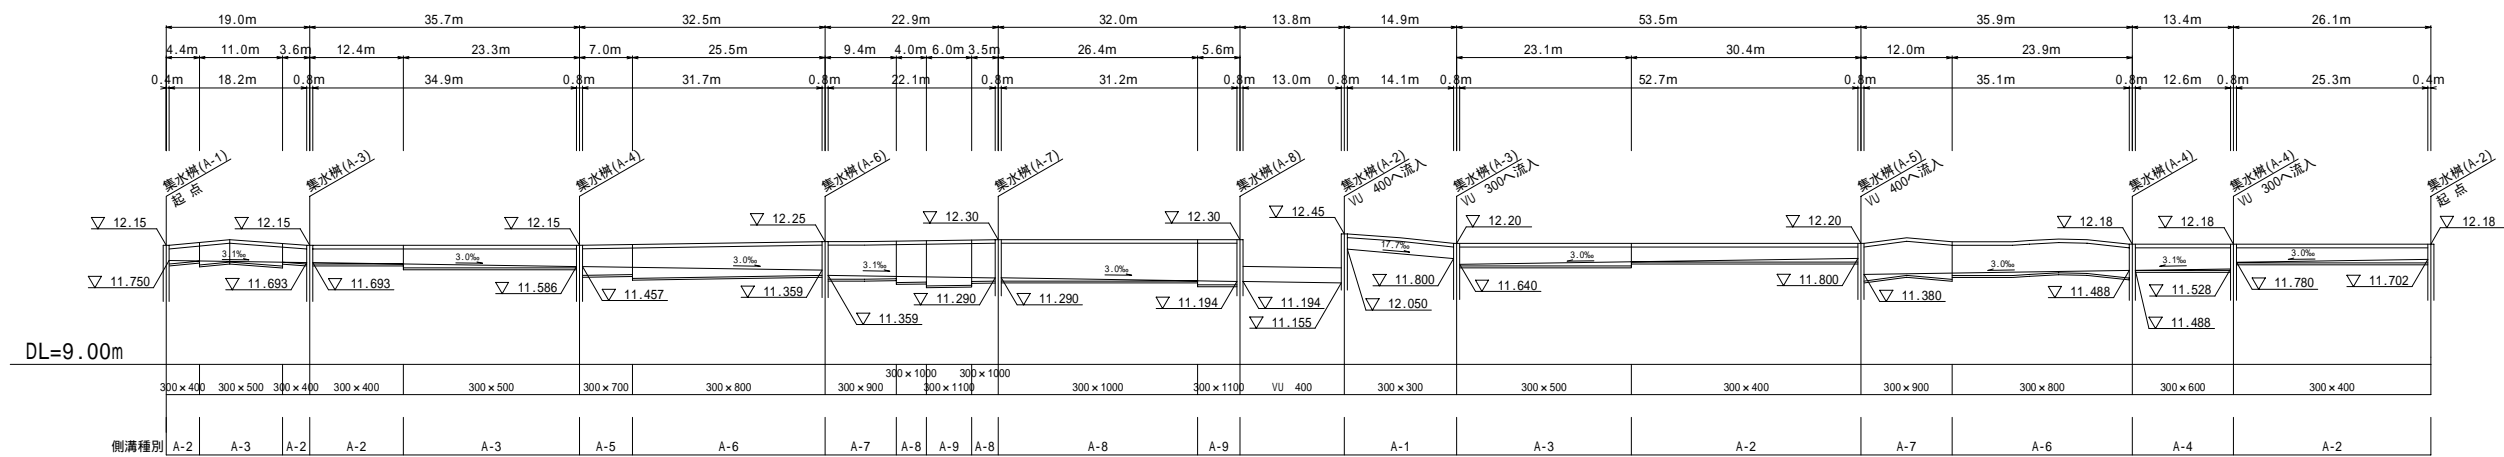 19.0m 35.7m 32.5m 22.9m 32.0m 13.8m 14.9m 53.5m 35.9m 13.4m 26.1m
4.4m 11.0m 3.6m 12.4m 23.3m 7.0m 25.5m 9.4m 4.0m 6.0m 3.5m 26.4m 5.6m 23.1m 30.4m 12.0m 23.9m
0.4m 18.2m 0.8m 34.9m 0.8m 31.7m 0.8m 22.1m 0.8m 31.2m 0.8m 13.0m 0.8m 14.1m 0.8m 52.7m 0.8m 35.1m 0.8m 12.6m 0.8m 25.3m 0.4m
集水桝(A-1)
起 点
集水桝(A-3)
集水桝(A-4)
集水桝(A-6)
集水桝(A-7)
集水桝(A-8)
集水桝(A-2)
VU 400へ流入
集水桝(A-3)
VU 300へ流入
集水桝(A-5)
VU 400へ流入
集水桝(A-4)
集水桝(A-4)
VU 300へ流入
集水桝(A-2)
起 点
▽ 12.15 ▽ 12.15 ▽ 12.15 ▽ 12.25 ▽ 12.30 ▽ 12.30 ▽ 12.45 ▽ 12.20 ▽ 12.20 ▽ 12.18 ▽ 12.18 ▽ 12.18
3.1‰ 3.0‰ 3.0‰ 3.1‰ 3.0‰ 17.7‰ 3.0‰ 3.0‰ 3.1‰ 3.0‰
▽ 11.750 ▽ 11.693 ▽ 11.693 ▽ 11.586 ▽ 11.457 ▽ 11.359 ▽ 11.290 ▽ 11.290 ▽ 11.194 ▽ 11.194 ▽ 11.800 ▽ 11.640 ▽ 11.800 ▽ 11.380 ▽ 11.488 ▽ 11.528 ▽ 11.780 ▽ 11.702
▽ 11.359 ▽ 11.155 ▽ 12.050 ▽ 11.488
DL=9.00m
300×1000 300×1000
300×400 300×500 300×400 300×400 300×500 300×700 300×800 300×900 300×1100 300×1000 300×1100 VU 400 300×300 300×500 300×400 300×900 300×800 300×600 300×400
側溝種別 A-2 A-3 A-2 A-2 A-3 A-5 A-6 A-7 A-8 A-9 A-8 A-8 A-9 A-1 A-3 A-2 A-7 A-6 A-4 A-2